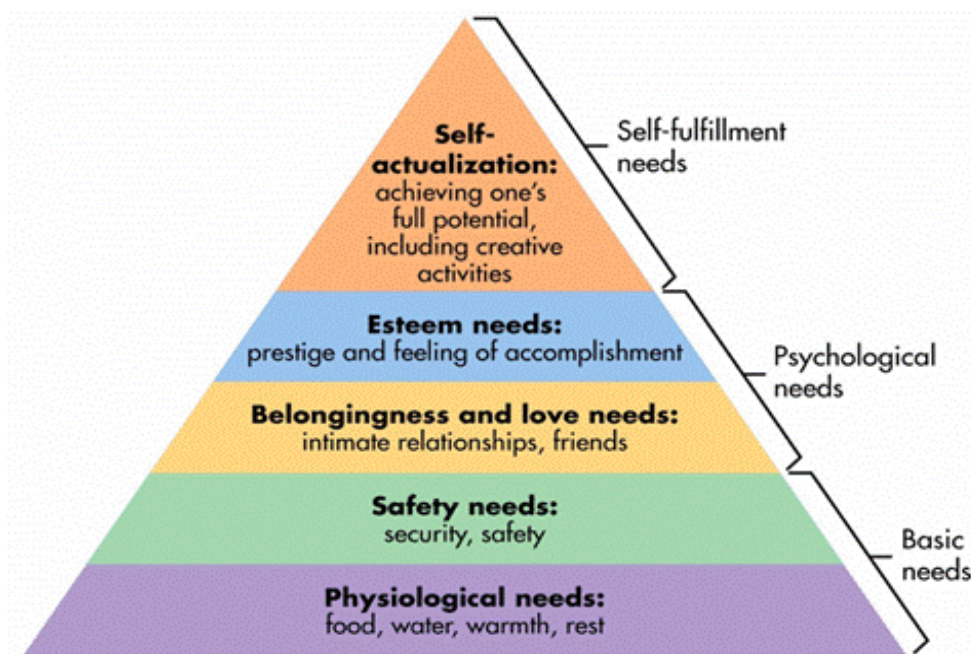 Self-
actualization:
achieving one's
full potential,
including creative
activities
Self-fulfillment
needs
Esteem needs:
prestige and feeling of accomplishment
Psychological
needs
Belongingness and love needs:
intimate relationships, friends
Safety needs:
security, safety
Basic
needs
Physiological needs:
food, water, warmth, rest